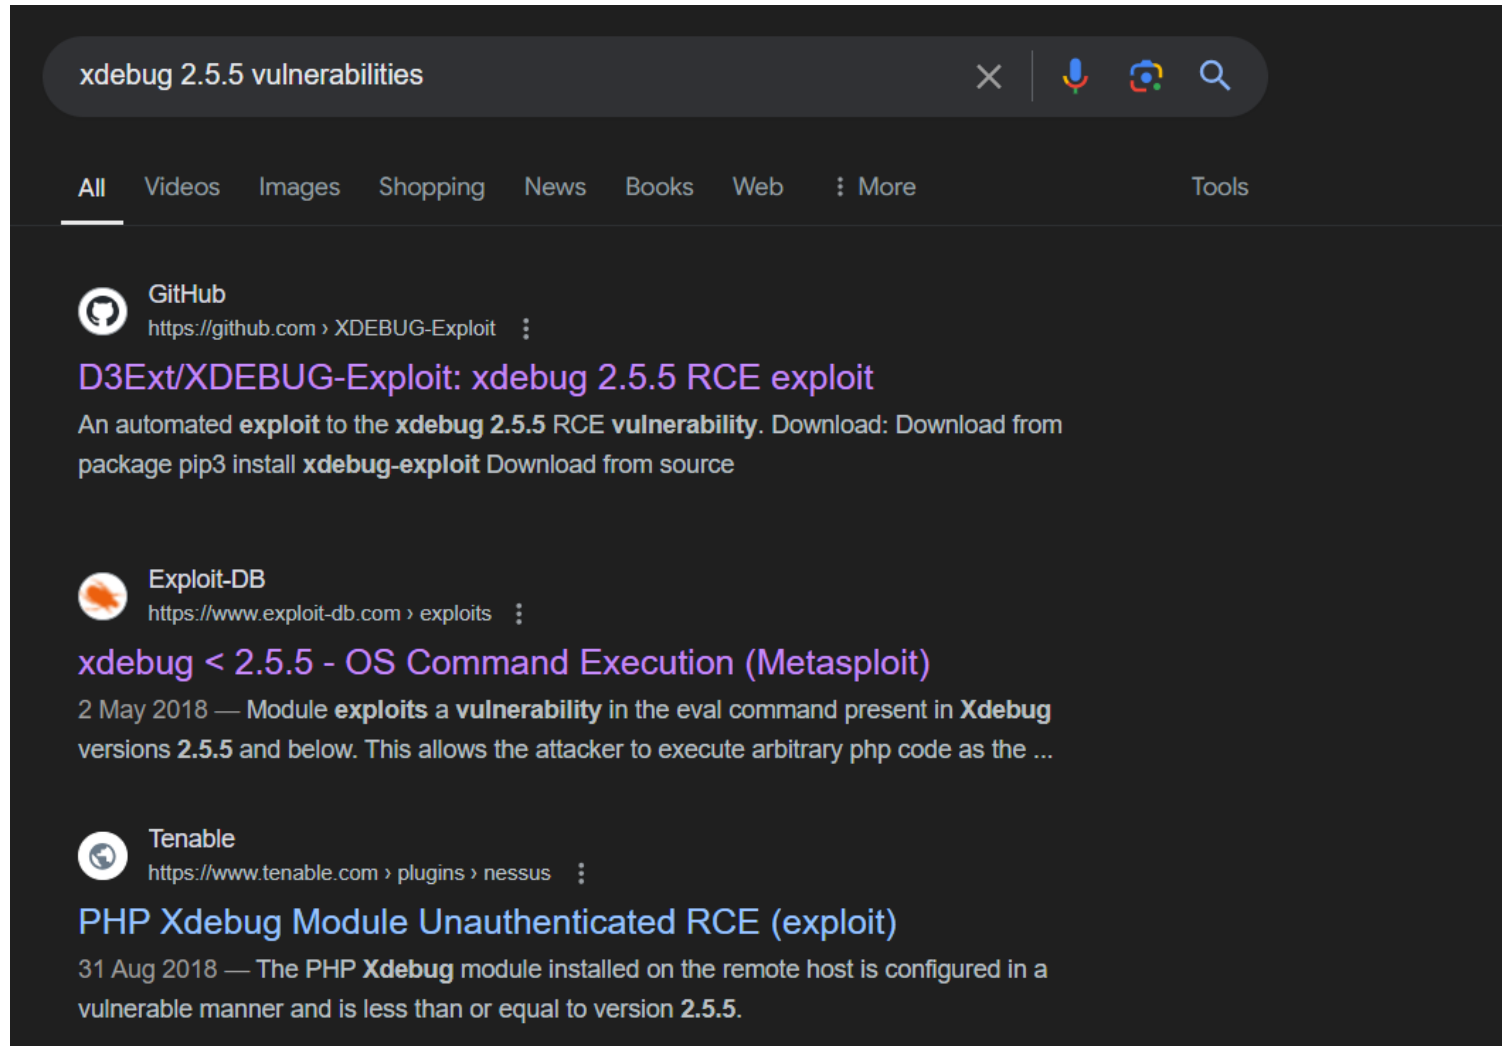 xdebug 2.5.5 vulnerabilities
All Videos Images Shopping News Books Web More Tools
GitHub
https://github.com › XDEBUG-Exploit
D3Ext/XDEBUG-Exploit: xdebug 2.5.5 RCE exploit
An automated exploit to the xdebug 2.5.5 RCE vulnerability. Download: Download from
package pip3 install xdebug-exploit Download from source
Exploit-DB
https://www.exploit-db.com › exploits
xdebug < 2.5.5 - OS Command Execution (Metasploit)
2 May 2018 — Module exploits a vulnerability in the eval command present in Xdebug
versions 2.5.5 and below. This allows the attacker to execute arbitrary php code as the ...
Tenable
https://www.tenable.com › plugins › nessus
PHP Xdebug Module Unauthenticated RCE (exploit)
31 Aug 2018 — The PHP Xdebug module installed on the remote host is configured in a
vulnerable manner and is less than or equal to version 2.5.5.